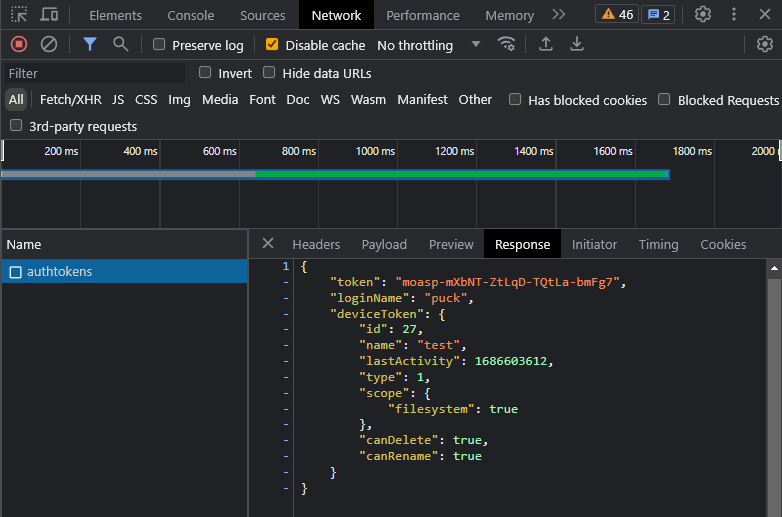 Elements Console Sources Network Performance Memory 46 2
Preserve log Disable cache No throttling
Filter Invert Hide data URLs
All Fetch/XHR JS CSS Img Media Font Doc WS Wasm Manifest Other Has blocked cookies Blocked Requests
3rd-party requests
200 ms 400 ms 600 ms 800 ms 1000 ms 1200 ms 1400 ms 1600 ms 1800 ms 2000
Name
authtokens
Headers Payload Preview Response Initiator Timing Cookies
1 {
- "token": "moasp-mXbNT-ZtLqD-TQtLa-bmFg7",
- "loginName": "puck",
- "deviceToken": {
- "id": 27,
- "name": "test",
- "lastActivity": 1686603612,
- "type": 1,
- "scope": {
- "filesystem": true
- },
- "canDelete": true,
- "canRename": true
- }
- }